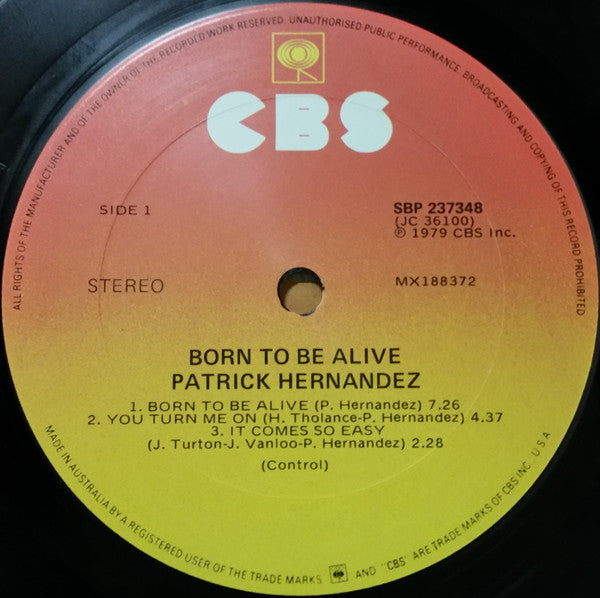 ALL RIGHTS OF THE MANUFACTURER AND OF THE OWNER OF THE RECORDED WORK RESERVED. UNAUTHORISED PUBLIC PERFORMANCE, BROADCASTING AND COPYING OF THIS RECORD PROHIBITED
CBS
SIDE 1
SBP 237348
(JC 36100)
℗ 1979 CBS Inc.
STEREO
MX188372
BORN TO BE ALIVE
PATRICK HERNANDEZ
1. BORN TO BE ALIVE (P. Hernandez) 7.26
2. YOU TURN ME ON (H. Tholance-P. Hernandez) 4.37
3. IT COMES SO EASY
(J. Turton-J. Vanloo-P. Hernandez) 2.28
(Control)
MADE IN AUSTRALIA BY A REGISTERED USER OF THE TRADE MARKS AND "CBS" ARE TRADE MARKS OF CBS INC. U S A